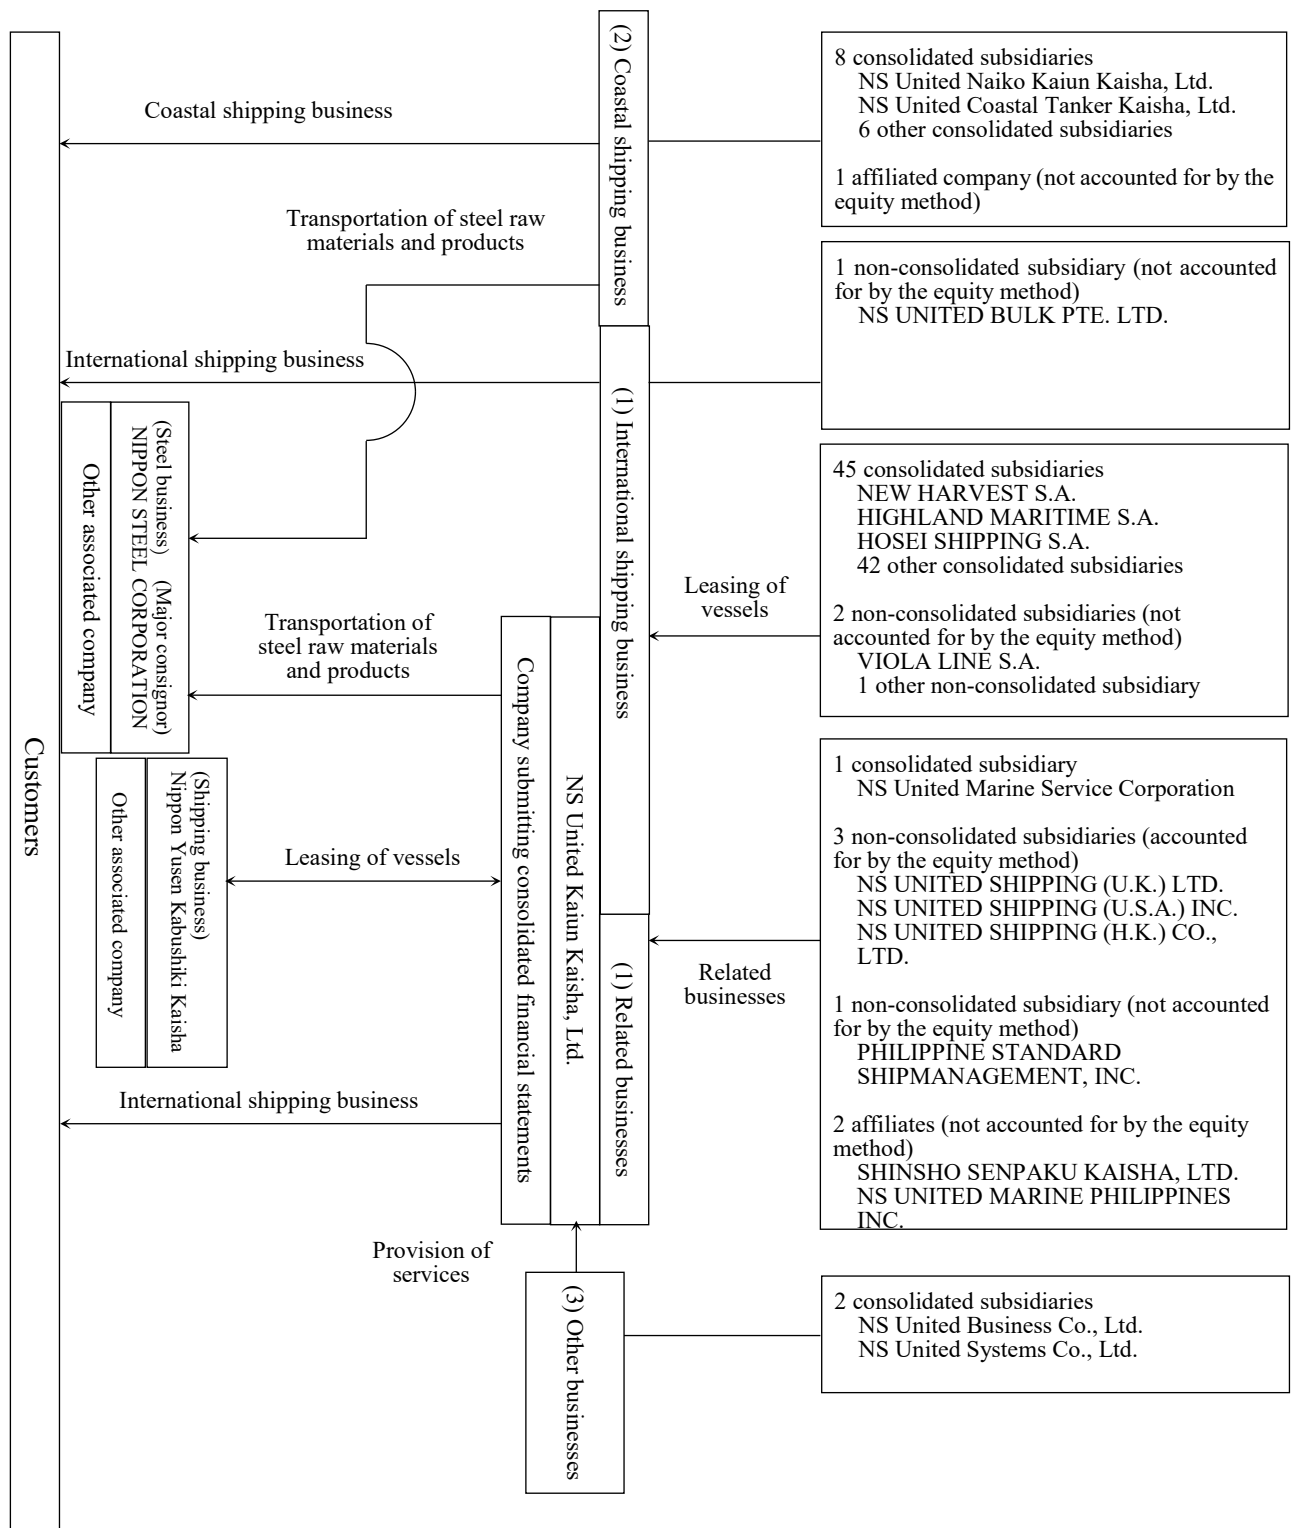 (2) Coastal shipping business
8 consolidated subsidiaries
NS United Naiko Kaiun Kaisha, Ltd.
NS United Coastal Tanker Kaisha, Ltd.
6 other consolidated subsidiaries
1 affiliated company (not accounted for by the
equity method)
Coastal shipping business
Transportation of steel raw
materials and products
1 non-consolidated subsidiary (not accounted
for by the equity method)
NS UNITED BULK PTE. LTD.
International shipping business
(1) International shipping business
(Steel business) (Major consignor)
NIPPON STEEL CORPORATION
Other associated company
45 consolidated subsidiaries
NEW HARVEST S.A.
HIGHLAND MARITIME S.A.
HOSEI SHIPPING S.A.
42 other consolidated subsidiaries
2 non-consolidated subsidiaries (not
accounted for by the equity method)
VIOLA LINE S.A.
1 other non-consolidated subsidiary
Leasing of
vessels
Transportation of
steel raw materials
and products
Company submitting consolidated financial statements
NS United Kaiun Kaisha, Ltd.
Customers
1 consolidated subsidiary
NS United Marine Service Corporation
3 non-consolidated subsidiaries (accounted
for by the equity method)
NS UNITED SHIPPING (U.K.) LTD.
NS UNITED SHIPPING (U.S.A.) INC.
NS UNITED SHIPPING (H.K.) CO.,
LTD.
1 non-consolidated subsidiary (not accounted
for by the equity method)
PHILIPPINE STANDARD
SHIPMANAGEMENT, INC.
2 affiliates (not accounted for by the equity
method)
SHINSHO SENPAKU KAISHA, LTD.
NS UNITED MARINE PHILIPPINES
INC.
(Shipping business)
Nippon Yusen Kabushiki Kaisha
Other associated company
Leasing of vessels
(1) Related businesses
Related
businesses
International shipping business
Provision of
services
(3) Other businesses
2 consolidated subsidiaries
NS United Business Co., Ltd.
NS United Systems Co., Ltd.